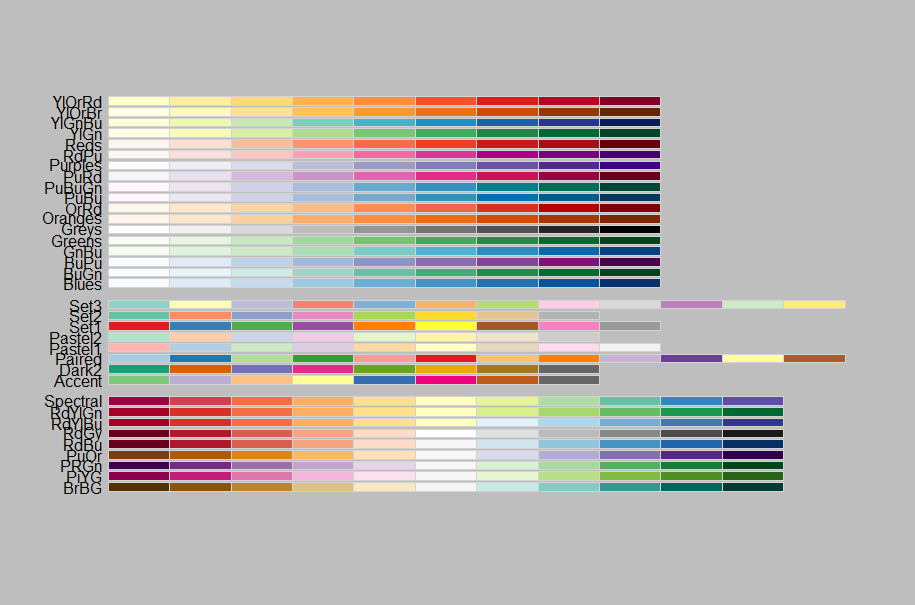 YlOrRd
YlOrBr
YlGnBu
YlGn
Reds
RdPu
Purples
PuRd
PuBuGn
PuBu
OrRd
Oranges
Greys
Greens
GnBu
BuPu
BuGn
Blues
Set3
Set2
Set1
Pastel2
Pastel1
Paired
Dark2
Accent
Spectral
RdYlGn
RdYlBu
RdGy
RdBu
PuOr
PRGn
PiYG
BrBG